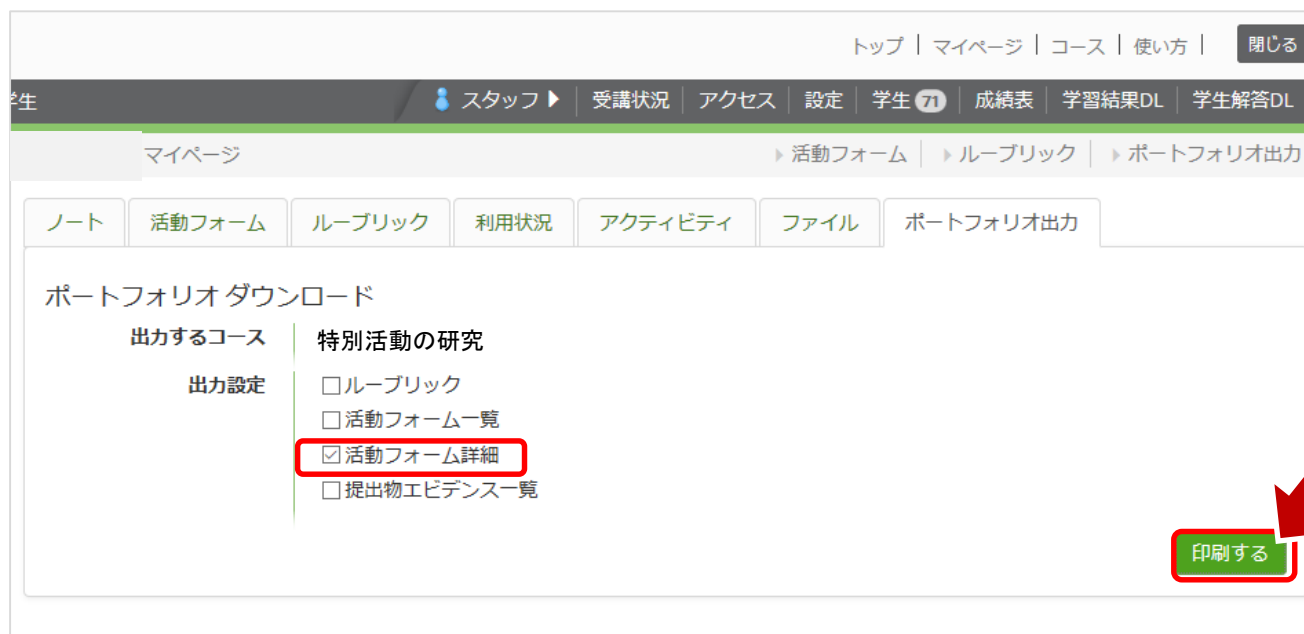 トップ | マイページ | コース | 使い方 | 閉じる
学生 スタッフ ▶ 受講状況 アクセス 設定 学生 71 成績表 学習結果DL 学生解答DL
マイページ 活動フォーム ルーブリック ポートフォリオ出力
ノート 活動フォーム ルーブリック 利用状況 アクティビティ ファイル ポートフォリオ出力
ポートフォリオ ダウンロード
出力するコース 特別活動の研究
出力設定 □ルーブリック
□活動フォーム一覧
☑活動フォーム詳細
□提出物エビデンス一覧
印刷する